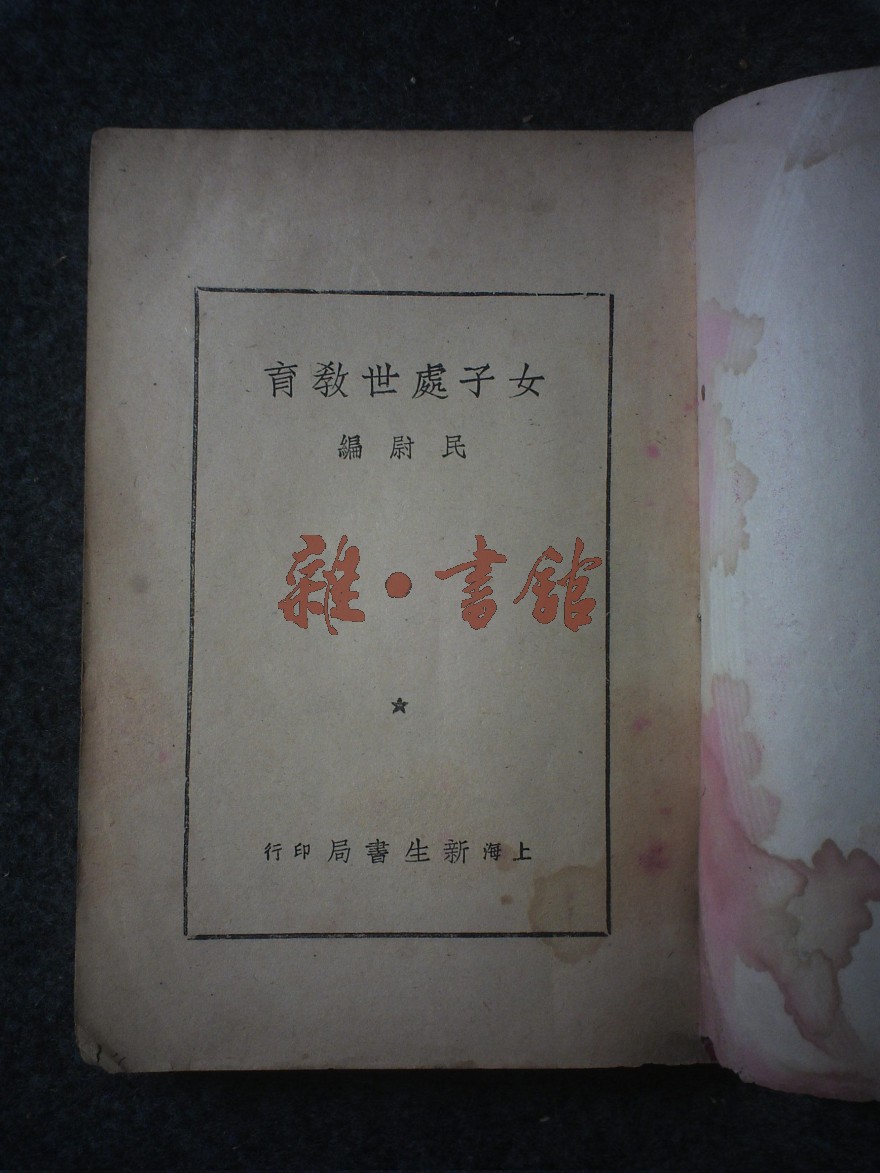 女子處世教育
民尉編
雜•書館
上海新生書局印行